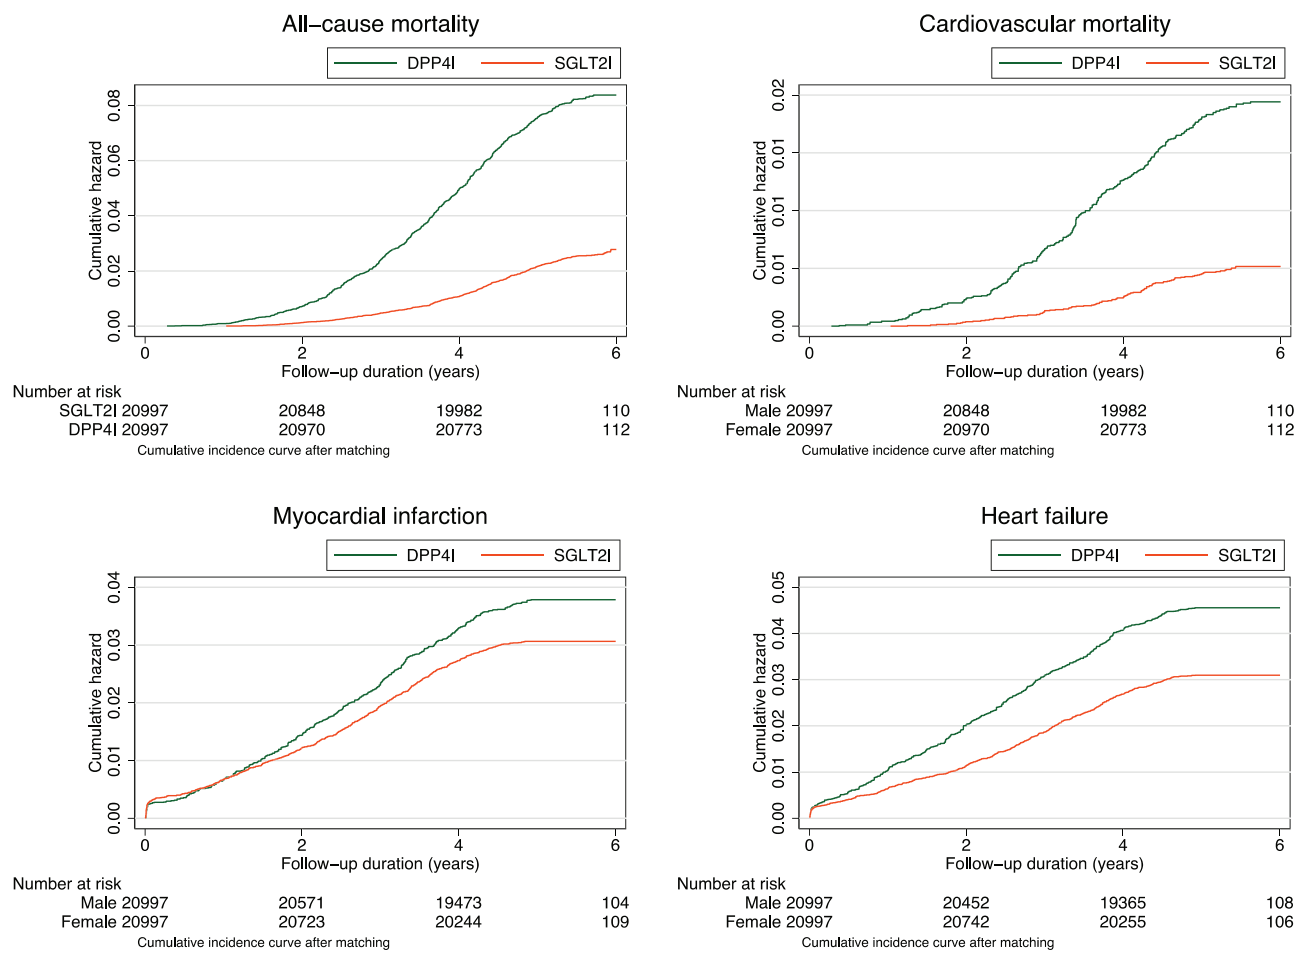 All–cause mortality
DPP4I SGLT2I
Cumulative hazard
0.00 0.02 0.04 0.06 0.08
0 2 4 6
Follow–up duration (years)
Number at risk
SGLT2I 20997 20848 19982 110
DPP4I 20997 20970 20773 112
Cumulative incidence curve after matching
Cardiovascular mortality
DPP4I SGLT2I
Cumulative hazard
0.00 0.01 0.01 0.01 0.02
0 2 4 6
Follow–up duration (years)
Number at risk
Male 20997 20848 19982 110
Female 20997 20970 20773 112
Cumulative incidence curve after matching
Myocardial infarction
DPP4I SGLT2I
Cumulative hazard
0.00 0.01 0.02 0.03 0.04
0 2 4 6
Follow–up duration (years)
Number at risk
Male 20997 20571 19473 104
Female 20997 20723 20244 109
Cumulative incidence curve after matching
Heart failure
DPP4I SGLT2I
Cumulative hazard
0.00 0.01 0.02 0.03 0.04 0.05
0 2 4 6
Follow–up duration (years)
Number at risk
Male 20997 20452 19365 108
Female 20997 20742 20255 106
Cumulative incidence curve after matching